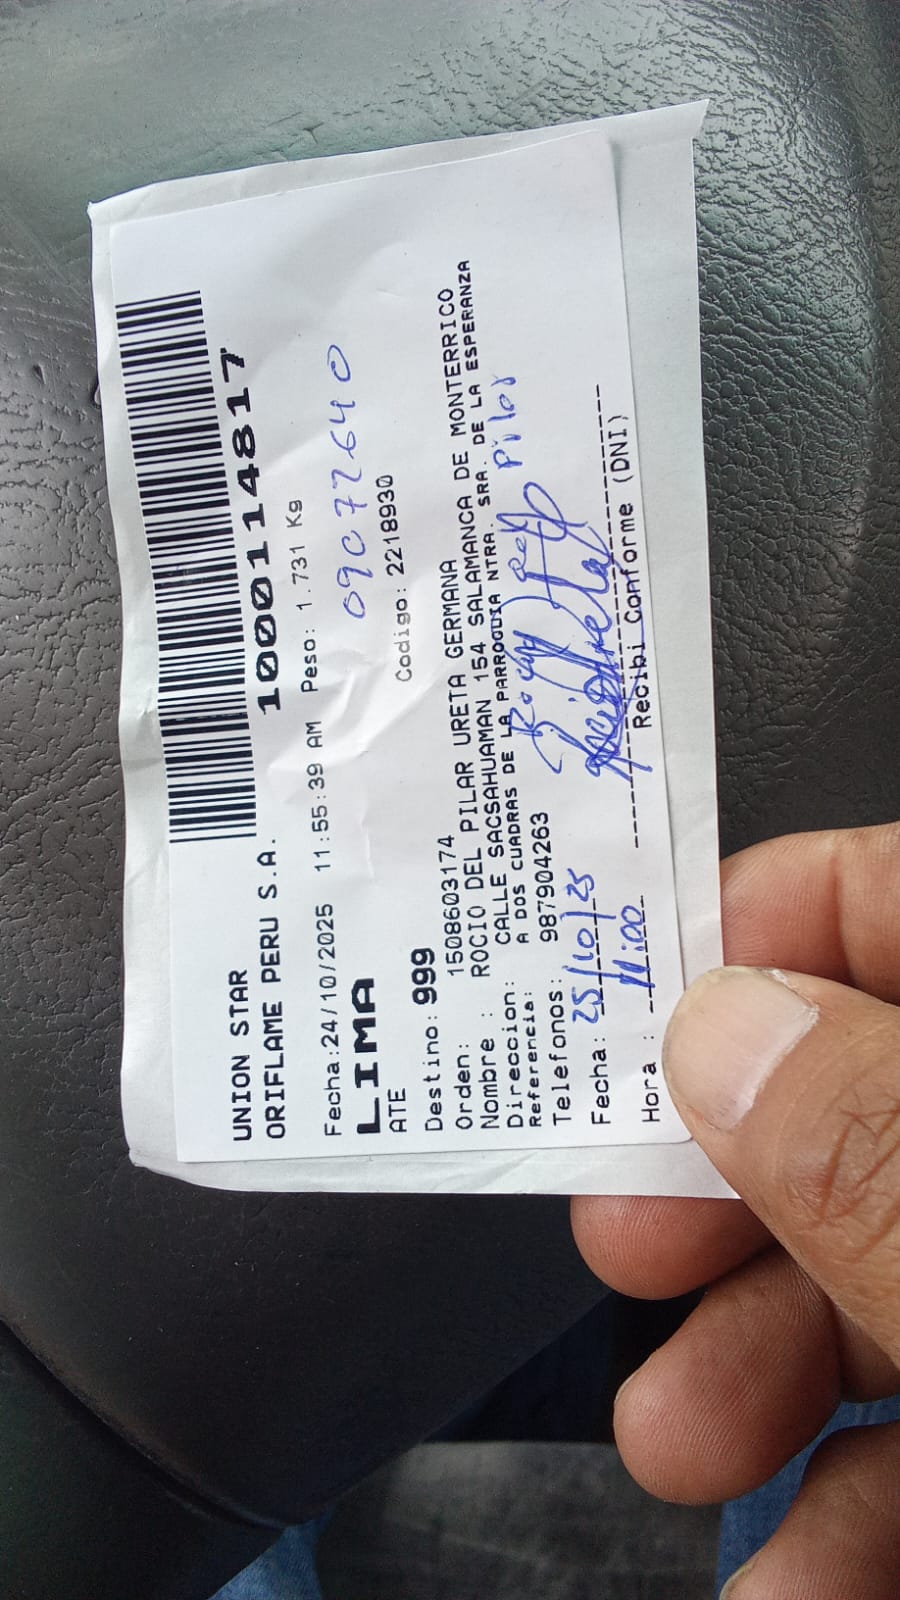 UNION STAR
ORIFLAME PERU S.A. 10001114817
Fecha:24/10/2025 11:55:39 AM Peso: 1.731 Kg
LIMA 09077640
ATE Codigo: 2218930
Destino: 999
Orden: 1508603174
Nombre : ROCIO DEL PILAR URETA GERMANA
Direccion: CALLE SACSAHUAMAN 154 SALAMANCA DE MONTERRICO
Referencia: A DOS CUADRAS DE LA PARROQUIA NTRA. SRA. DE LA ESPERANZA
Telefonos: 987904263 Pilar
Fecha: 25/10/25
Hora : 11:00 Recibi Conforme (DNI)